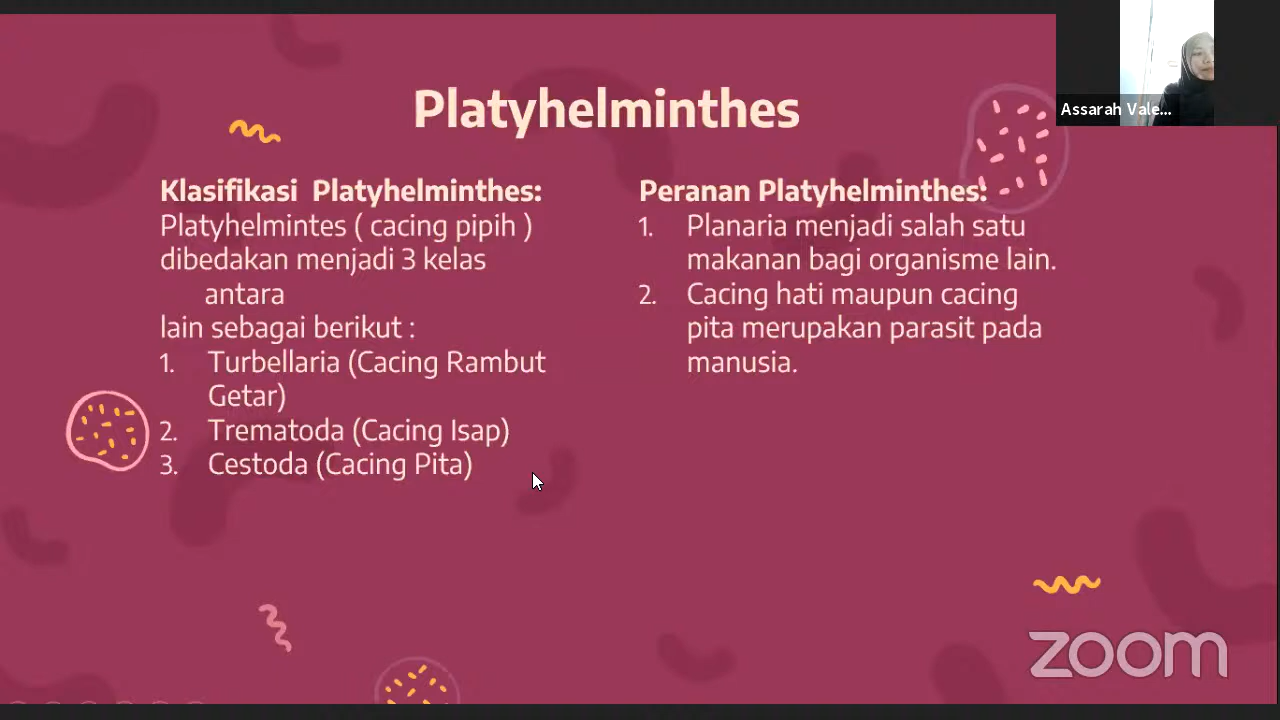 Assarah Vale...
Platyhelminthes
Klasifikasi Platyhelminthes:
Platyhelmintes ( cacing pipih )
dibedakan menjadi 3 kelas
antara
lain sebagai berikut :
1. Turbellaria (Cacing Rambut
Getar)
2. Trematoda (Cacing Isap)
3. Cestoda (Cacing Pita)
Peranan Platyhelminthes:
1. Planaria menjadi salah satu
makanan bagi organisme lain.
2. Cacing hati maupun cacing
pita merupakan parasit pada
manusia.
zoom